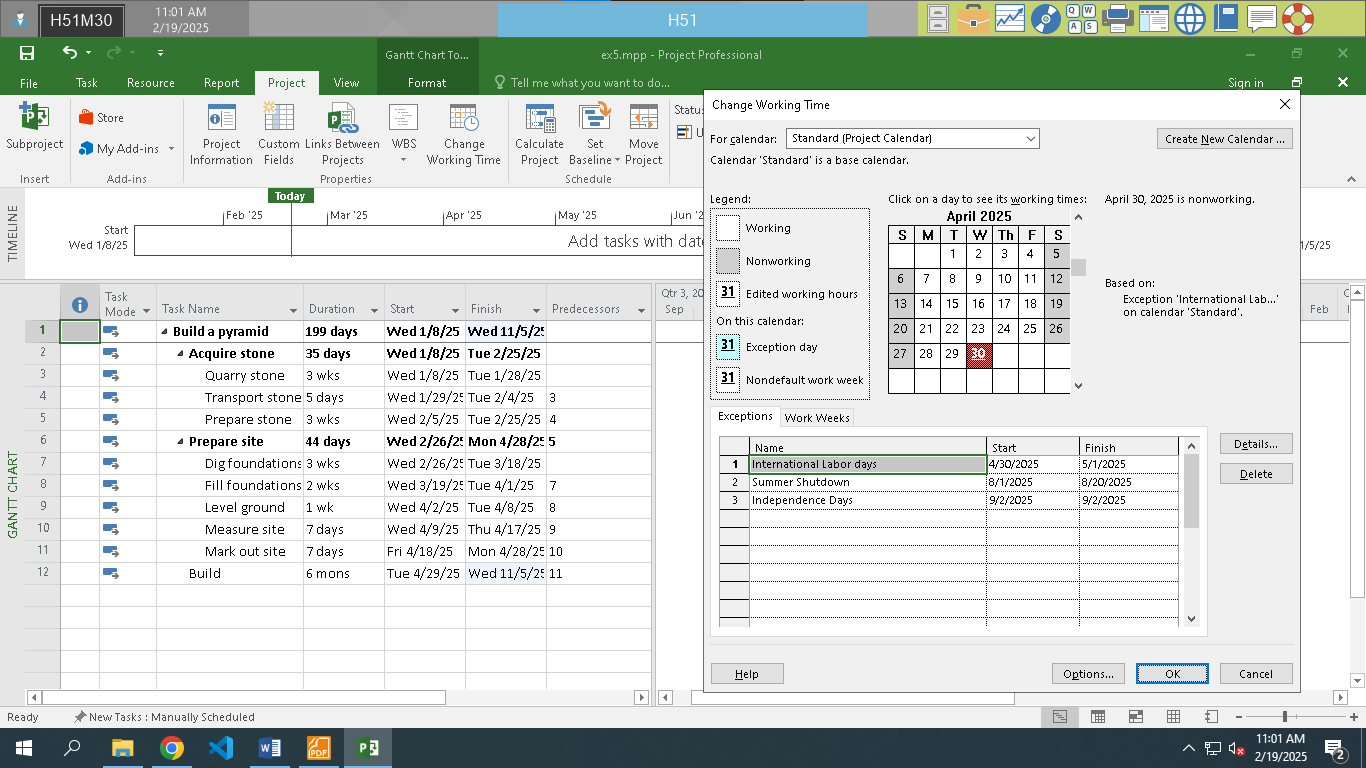 H51M30
11:01 AM
2/19/2025
H51
Q W
A S
Gantt Chart To...
ex5.mpp - Project Professional
File
Task
Resource
Report
Project
View
Format
Tell me what you want to do...
Sign in
Subproject
Store
My Add-ins
Project Information
Custom Fields
Links Between Projects
WBS
Change Working Time
Calculate Project
Set Baseline
Move Project
Status
Insert
Add-ins
Properties
Schedule
TIMELINE
Today
Feb '25
Mar '25
Apr '25
May '25
Jun '2
Start
Wed 1/8/25
Add tasks with date
1/5/25
Task Mode
Task Name
Duration
Start
Finish
Predecessors
Qtr 3, 20
Sep
Feb
1 Build a pyramid 199 days Wed 1/8/25 Wed 11/5/25
2 Acquire stone 35 days Wed 1/8/25 Tue 2/25/25
3 Quarry stone 3 wks Wed 1/8/25 Tue 1/28/25
4 Transport stone 5 days Wed 1/29/25 Tue 2/4/25 3
5 Prepare stone 3 wks Wed 2/5/25 Tue 2/25/25 4
6 Prepare site 44 days Wed 2/26/25 Mon 4/28/25 5
7 Dig foundations 3 wks Wed 2/26/25 Tue 3/18/25
8 Fill foundations 2 wks Wed 3/19/25 Tue 4/1/25 7
9 Level ground 1 wk Wed 4/2/25 Tue 4/8/25 8
10 Measure site 7 days Wed 4/9/25 Thu 4/17/25 9
11 Mark out site 7 days Fri 4/18/25 Mon 4/28/25 10
12 Build 6 mons Tue 4/29/25 Wed 11/5/25 11
GANTT CHART
Change Working Time
For calendar:
Standard (Project Calendar)
Create New Calendar ...
Calendar 'Standard' is a base calendar.
Legend:
Working
Nonworking
31 Edited working hours
On this calendar:
31 Exception day
31 Nondefault work week
Click on a day to see its working times:
April 2025
S M T W Th F S
1 2 3 4 5
6 7 8 9 10 11 12
13 14 15 16 17 18 19
20 21 22 23 24 25 26
27 28 29 30
April 30, 2025 is nonworking.
Based on:
Exception 'International Lab...'
on calendar 'Standard'.
Exceptions
Work Weeks
Name Start Finish
1 International Labor days 4/30/2025 5/1/2025
2 Summer Shutdown 8/1/2025 8/20/2025
3 Independence Days 9/2/2025 9/2/2025
Details...
Delete
Help
Options...
OK
Cancel
Ready
New Tasks : Manually Scheduled
PDF
11:01 AM
2/19/2025
2